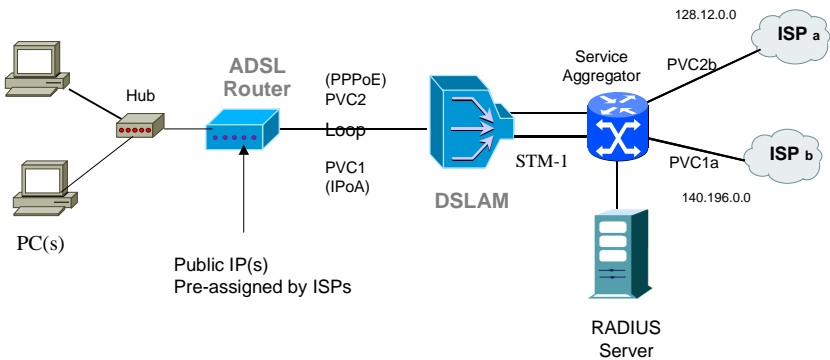 128.12.0.0
ISP a
Service
Aggregator
PVC2b
ADSL
Router
(PPPoE)
PVC2
Hub
Loop
STM-1
PVC1a
ISP b
PVC1
(IPoA)
DSLAM
140.196.0.0
PC(s)
Public IP(s)
Pre-assigned by ISPs
RADIUS
Server